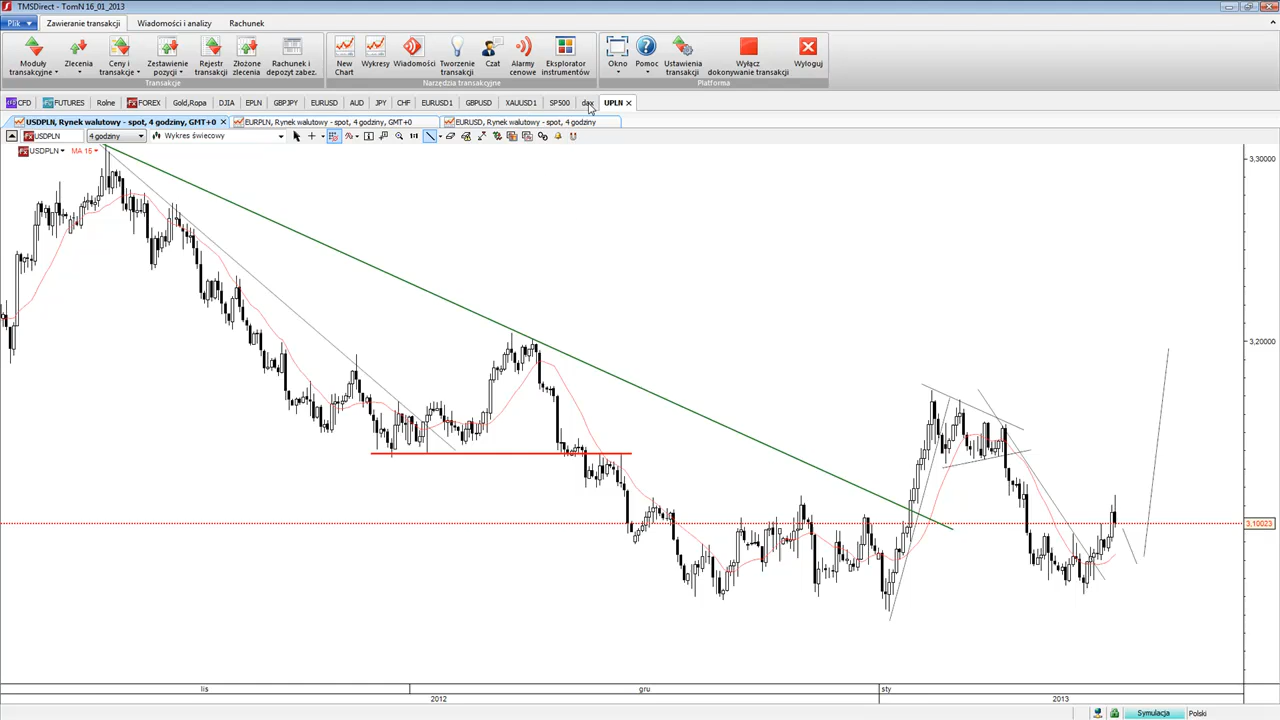 TMSDirect - TomN 16_01_2013
Plik Zawieranie transakcji Wiadomości i analizy Rachunek
Moduły transakcyjne
Zlecenia
Ceny i transakcje
Zestawienie pozycji
Rejestr transakcji
Złożone zlecenia
Rachunek i depozyt zabez.
New Chart
Wykresy
Wiadomości
Tworzenie transakcji
Czat
Alarmy cenowe
Eksplorator instrumentów
Okno
Pomoc
Ustawienia transakcji
Wyłącz dokonywanie transakcji
Wyloguj
Transakcje Narzędzia transakcyjne Platforma
CFD FUTURES Rolne FOREX Gold,Ropa DJIA EPLN GBPJPY EURUSD AUD JPY CHF EURUSD1 GBPUSD XAUUSD1 SP500 dax UPLN
USDPLN, Rynek walutowy - spot, 4 godziny, GMT+0 EURPLN, Rynek walutowy - spot, 4 godziny, GMT+0 EURUSD, Rynek walutowy - spot, 4 godziny
USDPLN 4 godziny Wykres świecowy 1:1
USDPLN MA 15
3,30000
3,20000
3,10023
lis gru sty
2012 2013
Symulacja Polski